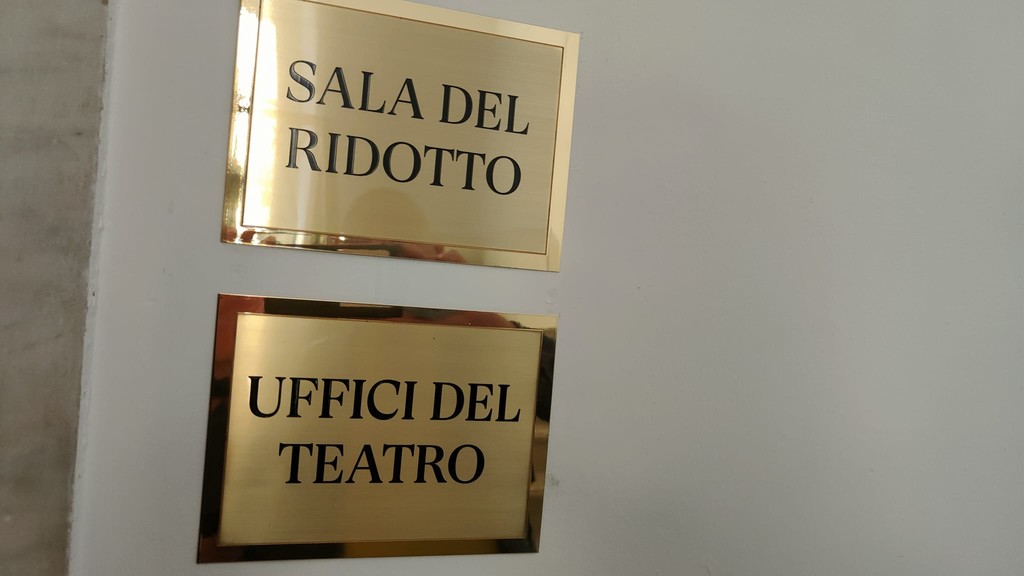 SALA DEL
RIDOTTO
UFFICI DEL
TEATRO